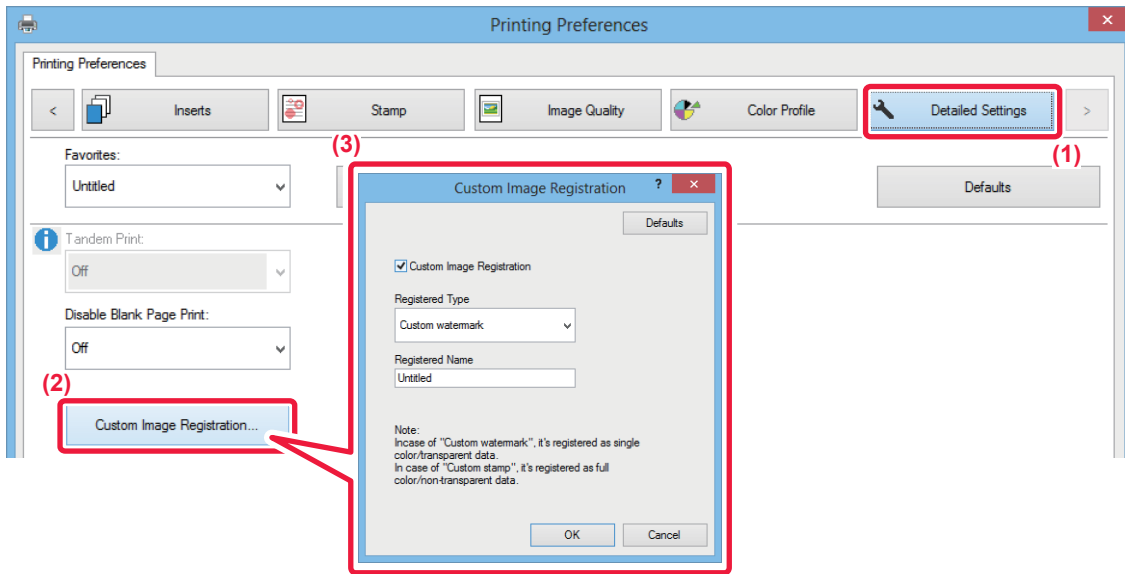 Printing Preferences
Printing Preferences
< Inserts Stamp Image Quality Color Profile Detailed Settings >
(1)
Favorites:
Untitled
Defaults
Tandem Print:
Off
Disable Blank Page Print:
Off
(2)
Custom Image Registration...
(3)
Custom Image Registration ?
Defaults
Custom Image Registration
Registered Type
Custom watermark
Registered Name
Untitled
Note:
Incase of "Custom watermark", it's registered as single
color/transparent data.
In case of "Custom stamp", it's registered as full
color/non-transparent data.
OK Cancel